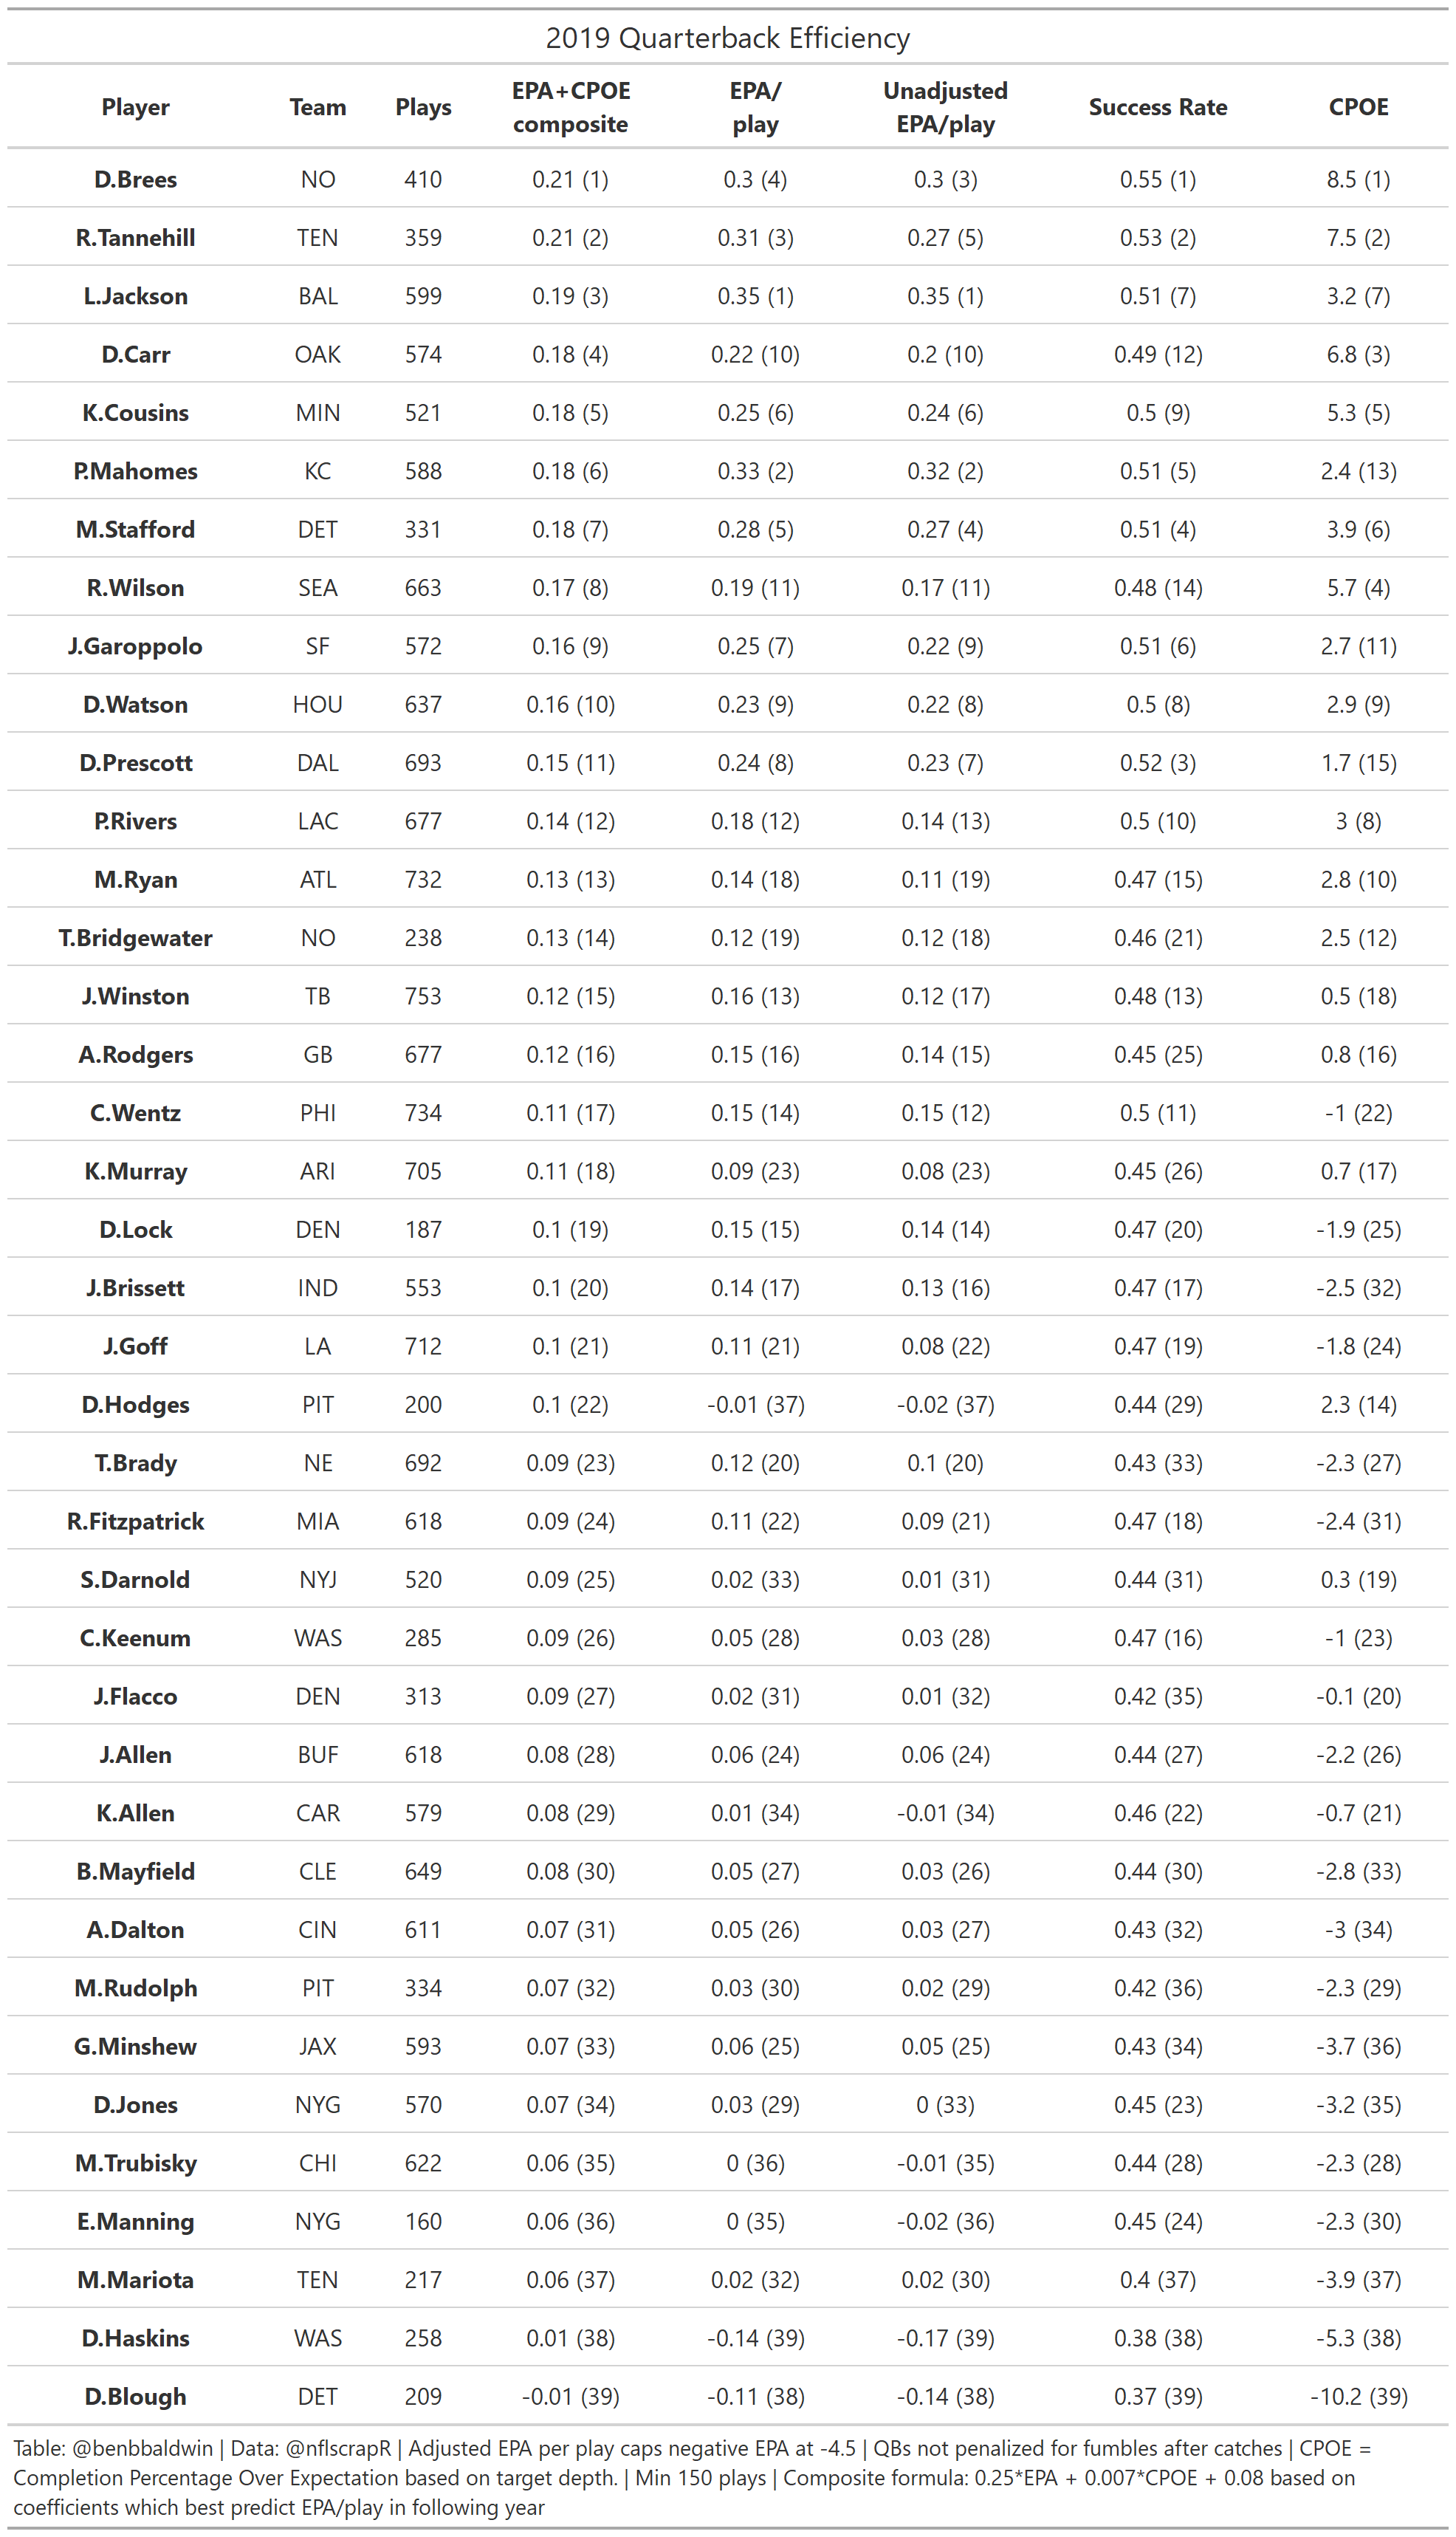 2019 Quarterback Efficiency
Player Team Plays EPA+CPOE composite EPA/ play Unadjusted EPA/play Success Rate CPOE
D.Brees NO 410 0.21 (1) 0.3 (4) 0.3 (3) 0.55 (1) 8.5 (1)
R.Tannehill TEN 359 0.21 (2) 0.31 (3) 0.27 (5) 0.53 (2) 7.5 (2)
L.Jackson BAL 599 0.19 (3) 0.35 (1) 0.35 (1) 0.51 (7) 3.2 (7)
D.Carr OAK 574 0.18 (4) 0.22 (10) 0.2 (10) 0.49 (12) 6.8 (3)
K.Cousins MIN 521 0.18 (5) 0.25 (6) 0.24 (6) 0.5 (9) 5.3 (5)
P.Mahomes KC 588 0.18 (6) 0.33 (2) 0.32 (2) 0.51 (5) 2.4 (13)
M.Stafford DET 331 0.18 (7) 0.28 (5) 0.27 (4) 0.51 (4) 3.9 (6)
R.Wilson SEA 663 0.17 (8) 0.19 (11) 0.17 (11) 0.48 (14) 5.7 (4)
J.Garoppolo SF 572 0.16 (9) 0.25 (7) 0.22 (9) 0.51 (6) 2.7 (11)
D.Watson HOU 637 0.16 (10) 0.23 (9) 0.22 (8) 0.5 (8) 2.9 (9)
D.Prescott DAL 693 0.15 (11) 0.24 (8) 0.23 (7) 0.52 (3) 1.7 (15)
P.Rivers LAC 677 0.14 (12) 0.18 (12) 0.14 (13) 0.5 (10) 3 (8)
M.Ryan ATL 732 0.13 (13) 0.14 (18) 0.11 (19) 0.47 (15) 2.8 (10)
T.Bridgewater NO 238 0.13 (14) 0.12 (19) 0.12 (18) 0.46 (21) 2.5 (12)
J.Winston TB 753 0.12 (15) 0.16 (13) 0.12 (17) 0.48 (13) 0.5 (18)
A.Rodgers GB 677 0.12 (16) 0.15 (16) 0.14 (15) 0.45 (25) 0.8 (16)
C.Wentz PHI 734 0.11 (17) 0.15 (14) 0.15 (12) 0.5 (11) -1 (22)
K.Murray ARI 705 0.11 (18) 0.09 (23) 0.08 (23) 0.45 (26) 0.7 (17)
D.Lock DEN 187 0.1 (19) 0.15 (15) 0.14 (14) 0.47 (20) -1.9 (25)
J.Brissett IND 553 0.1 (20) 0.14 (17) 0.13 (16) 0.47 (17) -2.5 (32)
J.Goff LA 712 0.1 (21) 0.11 (21) 0.08 (22) 0.47 (19) -1.8 (24)
D.Hodges PIT 200 0.1 (22) -0.01 (37) -0.02 (37) 0.44 (29) 2.3 (14)
T.Brady NE 692 0.09 (23) 0.12 (20) 0.1 (20) 0.43 (33) -2.3 (27)
R.Fitzpatrick MIA 618 0.09 (24) 0.11 (22) 0.09 (21) 0.47 (18) -2.4 (31)
S.Darnold NYJ 520 0.09 (25) 0.02 (33) 0.01 (31) 0.44 (31) 0.3 (19)
C.Keenum WAS 285 0.09 (26) 0.05 (28) 0.03 (28) 0.47 (16) -1 (23)
J.Flacco DEN 313 0.09 (27) 0.02 (31) 0.01 (32) 0.42 (35) -0.1 (20)
J.Allen BUF 618 0.08 (28) 0.06 (24) 0.06 (24) 0.44 (27) -2.2 (26)
K.Allen CAR 579 0.08 (29) 0.01 (34) -0.01 (34) 0.46 (22) -0.7 (21)
B.Mayfield CLE 649 0.08 (30) 0.05 (27) 0.03 (26) 0.44 (30) -2.8 (33)
A.Dalton CIN 611 0.07 (31) 0.05 (26) 0.03 (27) 0.43 (32) -3 (34)
M.Rudolph PIT 334 0.07 (32) 0.03 (30) 0.02 (29) 0.42 (36) -2.3 (29)
G.Minshew JAX 593 0.07 (33) 0.06 (25) 0.05 (25) 0.43 (34) -3.7 (36)
D.Jones NYG 570 0.07 (34) 0.03 (29) 0 (33) 0.45 (23) -3.2 (35)
M.Trubisky CHI 622 0.06 (35) 0 (36) -0.01 (35) 0.44 (28) -2.3 (28)
E.Manning NYG 160 0.06 (36) 0 (35) -0.02 (36) 0.45 (24) -2.3 (30)
M.Mariota TEN 217 0.06 (37) 0.02 (32) 0.02 (30) 0.4 (37) -3.9 (37)
D.Haskins WAS 258 0.01 (38) -0.14 (39) -0.17 (39) 0.38 (38) -5.3 (38)
D.Blough DET 209 -0.01 (39) -0.11 (38) -0.14 (38) 0.37 (39) -10.2 (39)
Table: @benbbaldwin | Data: @nflscrapR | Adjusted EPA per play caps negative EPA at -4.5 | QBs not penalized for fumbles after catches | CPOE =
Completion Percentage Over Expectation based on target depth. | Min 150 plays | Composite formula: 0.25*EPA + 0.007*CPOE + 0.08 based on
coefficients which best predict EPA/play in following year